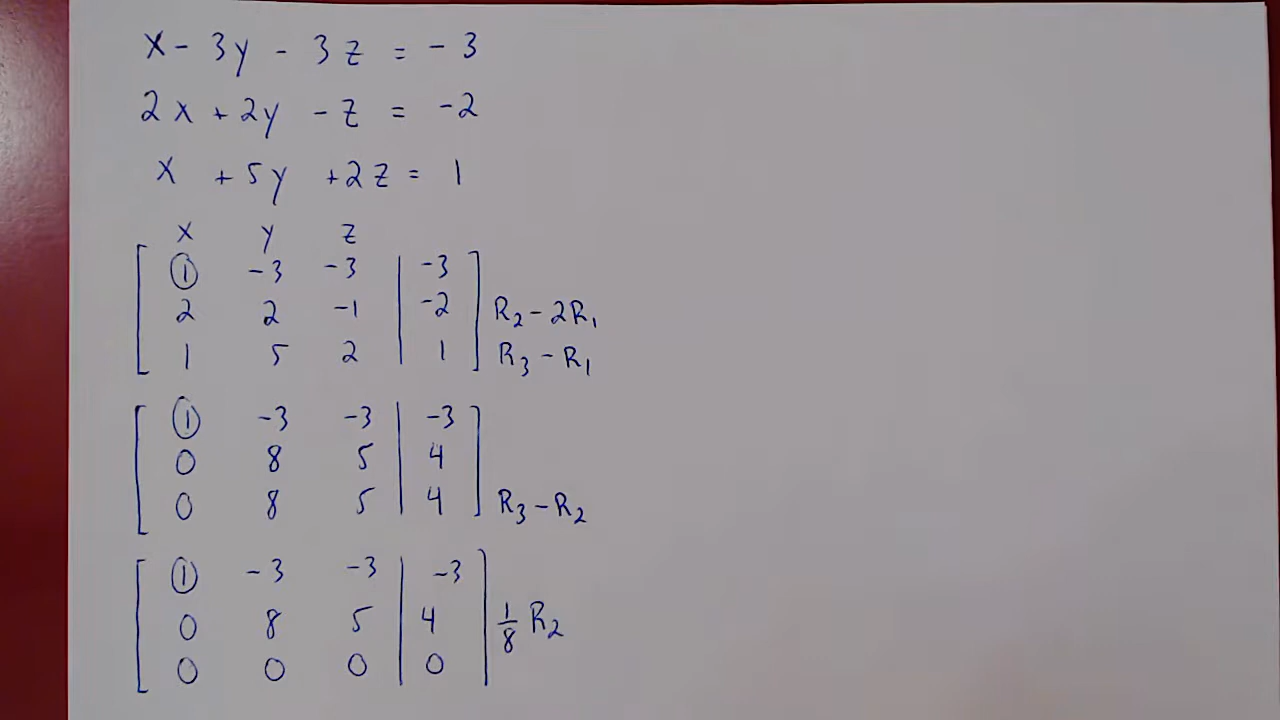 x - 3y - 3z = -3
2x + 2y - z = -2
x + 5y + 2z = 1
x y z
[ 1 -3 -3 | -3 ]
[ 2 2 -1 | -2 ] R₂ - 2R₁
[ 1 5 2 | 1 ] R₃ - R₁
[ 1 -3 -3 | -3 ]
[ 0 8 5 | 4 ]
[ 0 8 5 | 4 ] R₃ - R₂
[ 1 -3 -3 | -3 ]
[ 0 8 5 | 4 ] 1/8 R₂
[ 0 0 0 | 0 ]